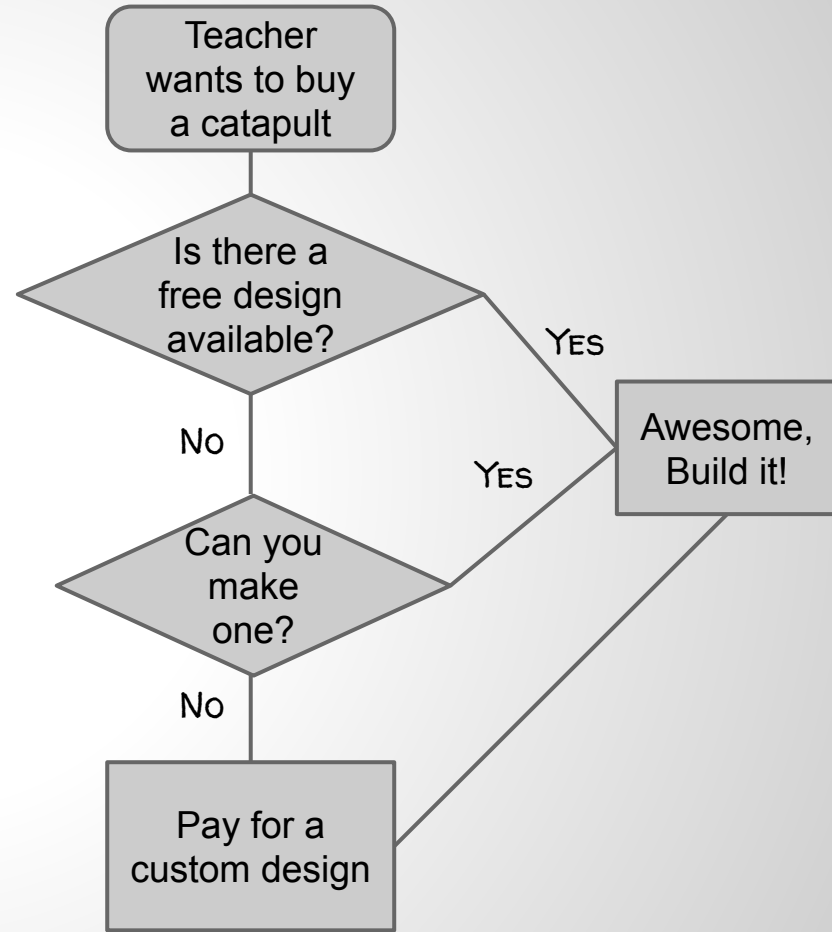 Teacher
wants to buy
a catapult
Is there a
free design
available?
YES
No
Awesome,
Build it!
YES
Can you
make
one?
No
Pay for a
custom design